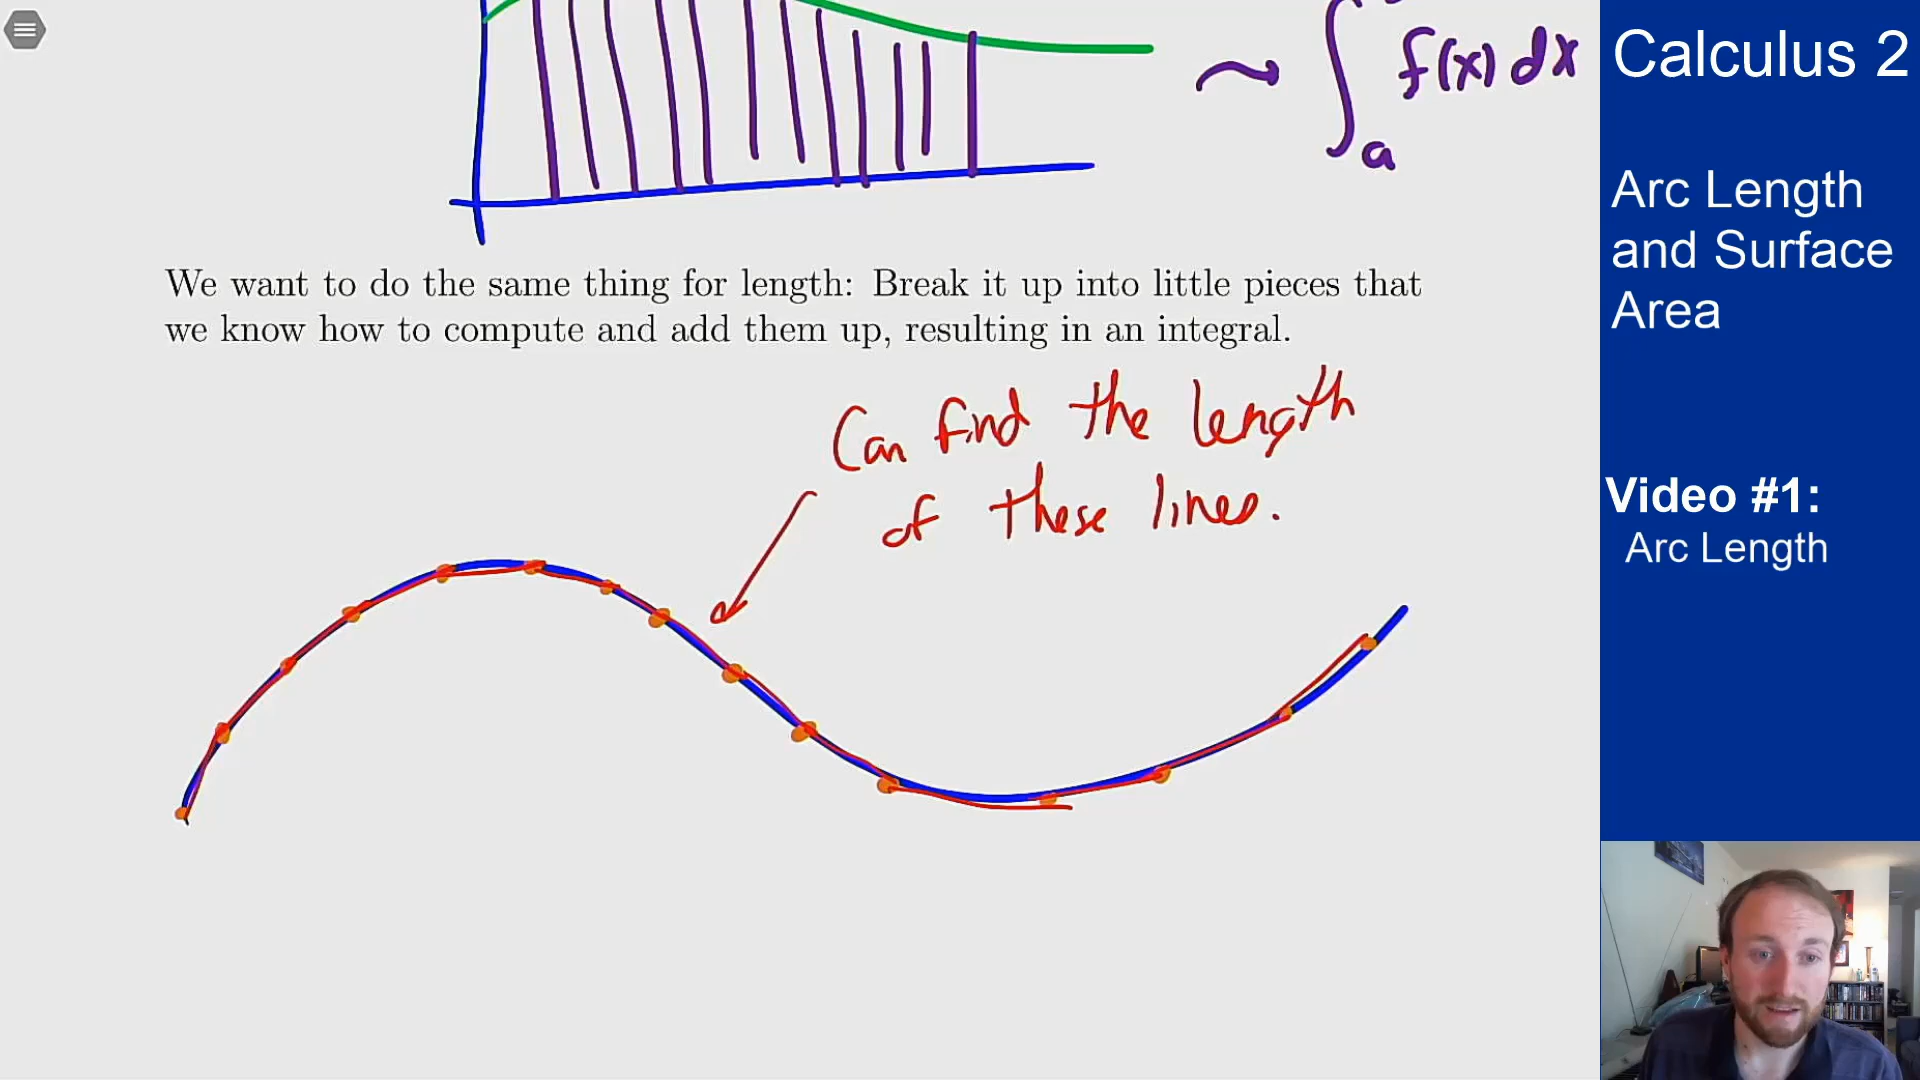 ∫ f(x) dx
a
We want to do the same thing for length: Break it up into little pieces that
we know how to compute and add them up, resulting in an integral.
Can find the length
of these lines.
Calculus 2
Arc Length
and Surface
Area
Video #1:
Arc Length